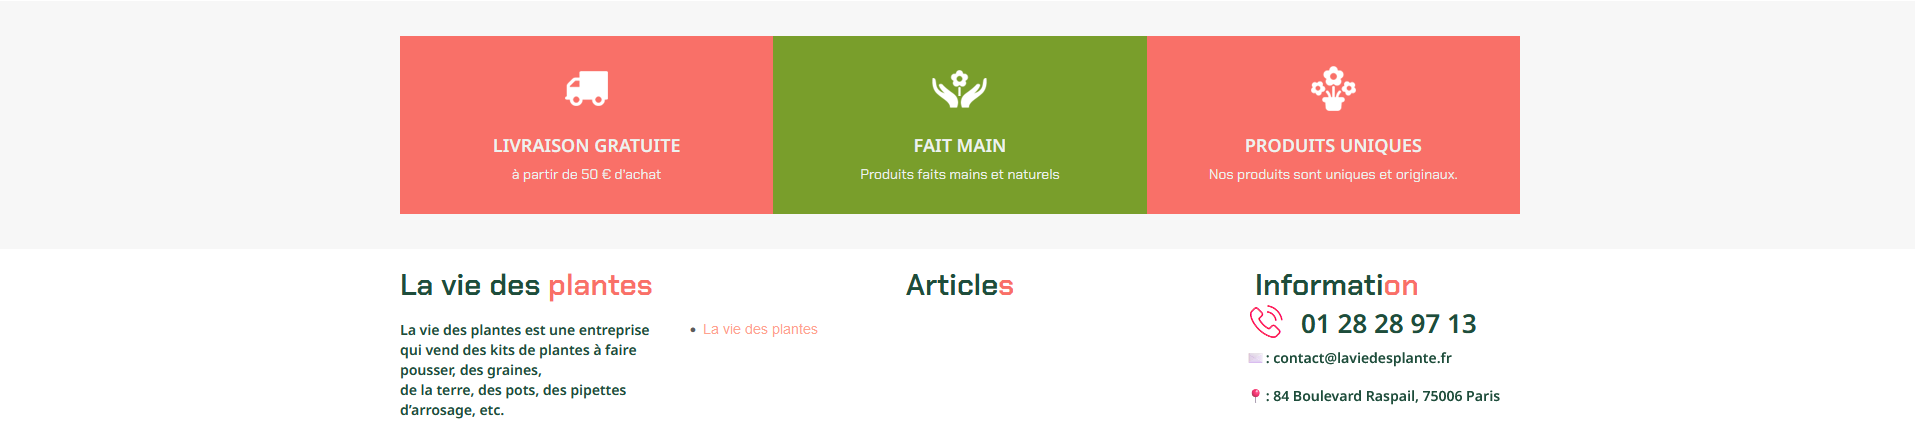 LIVRAISON GRATUITE
à partir de 50 € d'achat
FAIT MAIN
Produits faits mains et naturels
PRODUITS UNIQUES
Nos produits sont uniques et originaux.
La vie des plantes
La vie des plantes est une entreprise
qui vend des kits de plantes à faire
pousser, des graines,
de la terre, des pots, des pipettes
d’arrosage, etc.
Articles
• La vie des plantes
Information
01 28 28 97 13
: contact@laviedesplante.fr
: 84 Boulevard Raspail, 75006 Paris